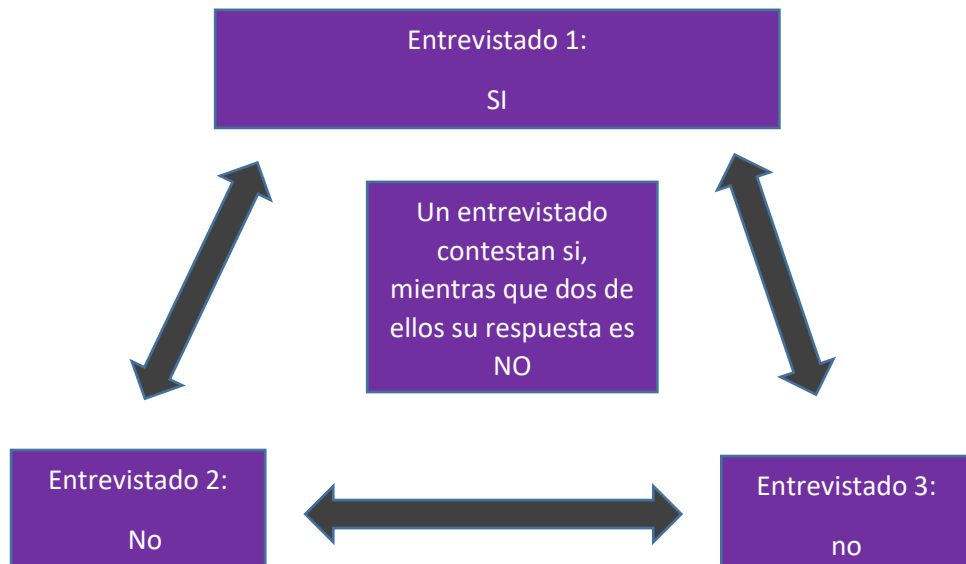 Entrevistado 1:
SI
Un entrevistado
contestan si,
mientras que dos de
ellos su respuesta es
NO
Entrevistado 2:
No
Entrevistado 3:
no